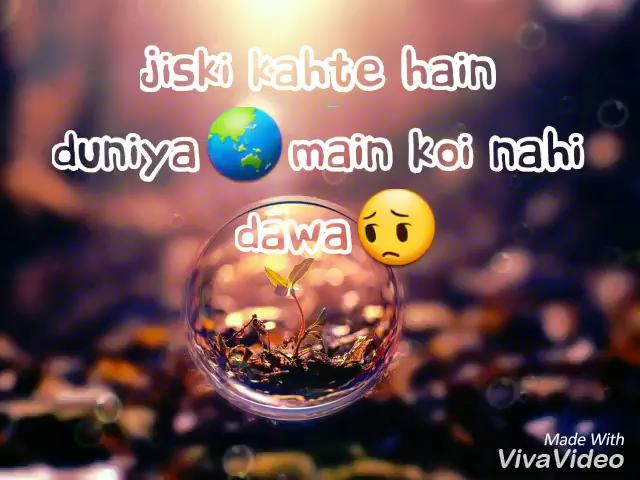 jiski kahte hain
duniya 🌏 main koi nahi
dawa 😔
Made With
VivaVideo